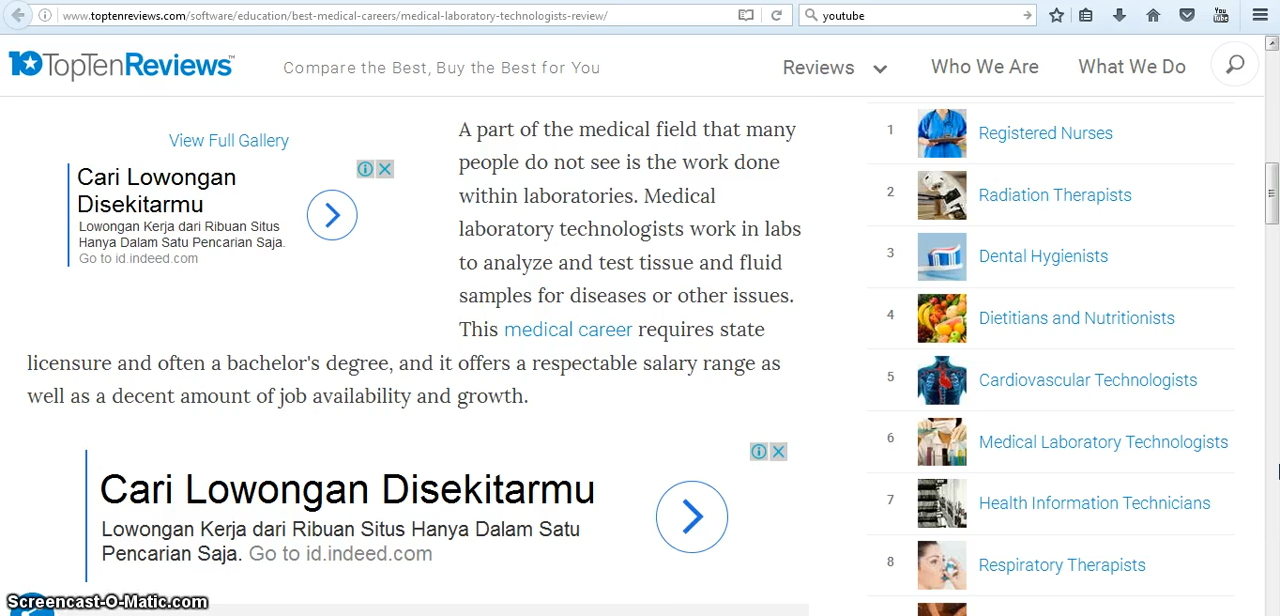 www.toptenreviews.com/software/education/best-medical-careers/medical-laboratory-technologists-review/
youtube
You
Tube
10TopTenReviews™
Compare the Best, Buy the Best for You
Reviews
Who We Are
What We Do
View Full Gallery
Cari Lowongan
Disekitarmu
Lowongan Kerja dari Ribuan Situs
Hanya Dalam Satu Pencarian Saja.
Go to id.indeed.com
A part of the medical field that many
people do not see is the work done
within laboratories. Medical
laboratory technologists work in labs
to analyze and test tissue and fluid
samples for diseases or other issues.
This medical career requires state
licensure and often a bachelor's degree, and it offers a respectable salary range as
well as a decent amount of job availability and growth.
Cari Lowongan Disekitarmu
Lowongan Kerja dari Ribuan Situs Hanya Dalam Satu
Pencarian Saja. Go to id.indeed.com
1 Registered Nurses
2 Radiation Therapists
3 Dental Hygienists
4 Dietitians and Nutritionists
5 Cardiovascular Technologists
6 Medical Laboratory Technologists
7 Health Information Technicians
8 Respiratory Therapists
Screencast-O-Matic.com